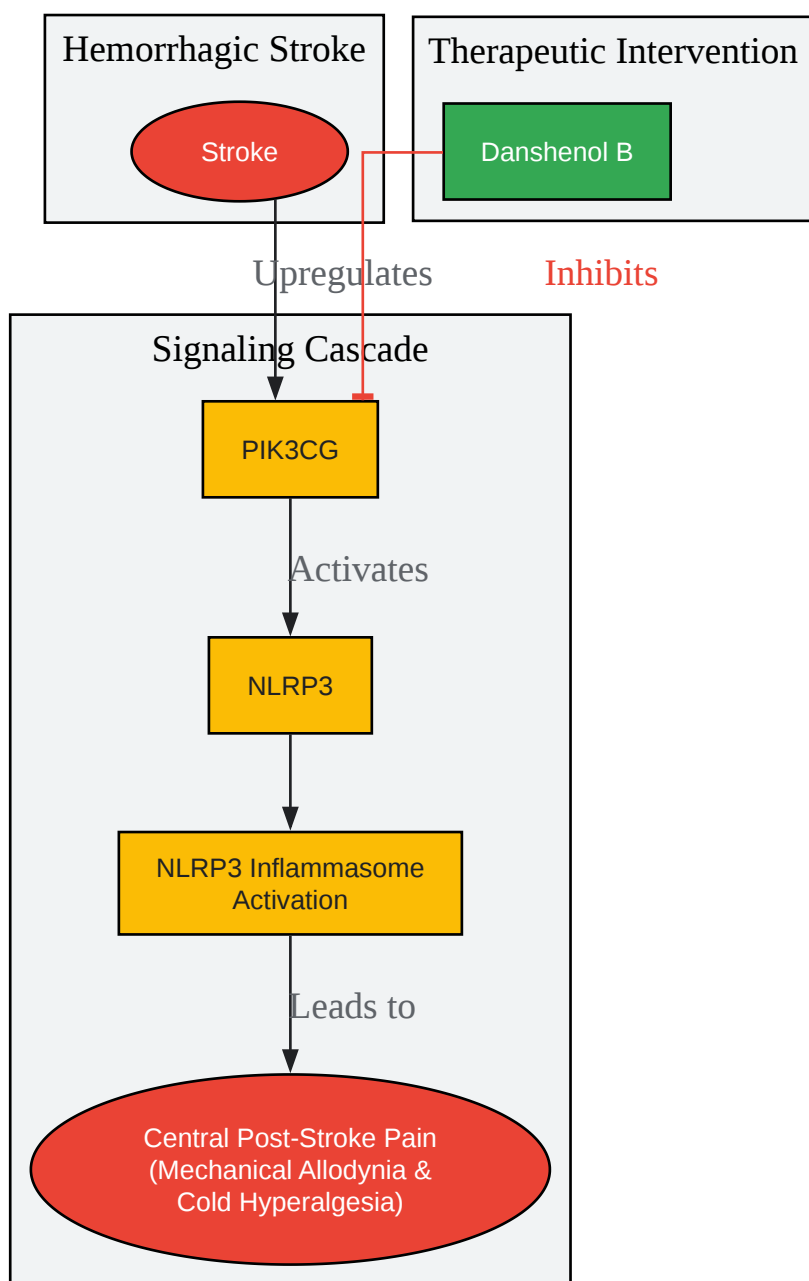 Hemorrhagic Stroke
Therapeutic Intervention
Stroke
Danshenol B
Upregulates
Inhibits
Signaling Cascade
PIK3CG
Activates
NLRP3
NLRP3 Inflammasome
Activation
Leads to
Central Post-Stroke Pain
(Mechanical Allodynia &
Cold Hyperalgesia)